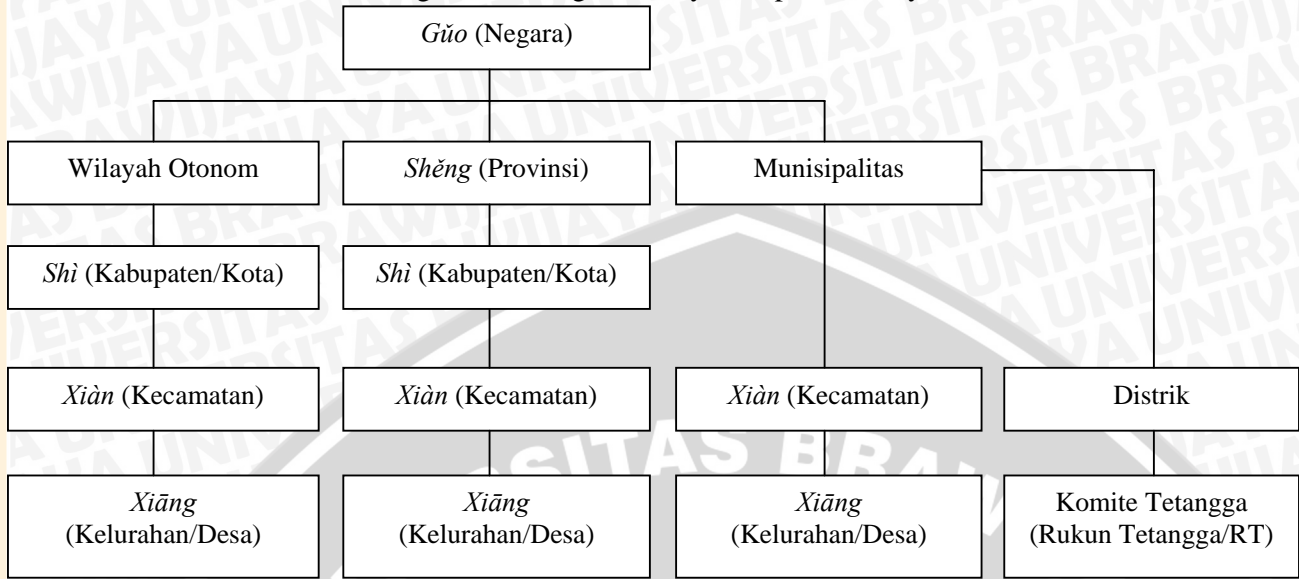 Gǔo (Negara)
Wilayah Otonom
Shěng (Provinsi)
Munisipalitas
Shì (Kabupaten/Kota)
Shì (Kabupaten/Kota)
Xiàn (Kecamatan)
Xiàn (Kecamatan)
Xiàn (Kecamatan)
Distrik
Xiāng
(Kelurahan/Desa)
Xiāng
(Kelurahan/Desa)
Xiāng
(Kelurahan/Desa)
Komite Tetangga
(Rukun Tetangga/RT)